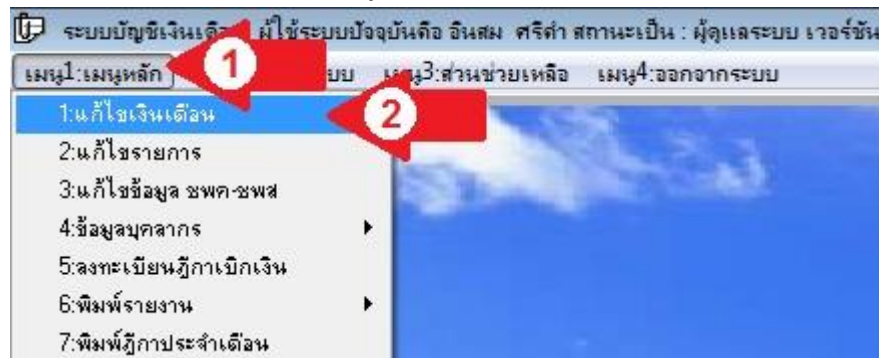 ระบบบัญชีเงินเดือน ผู้ใช้ระบบปัจจุบันคือ อินสม ศรีดำ สถานะเป็น : ผู้ดูแลระบบ เวอร์ชัน
เมนู1:เมนูหลัก 1 บบ เมนู3:ส่วนช่วยเหลือ เมนู4:ออกจากระบบ
1:แก้ไขเงินเดือน 2
2:แก้ไขรายการ
3:แก้ไขข้อมูล ชพค-ชพส
4:ข้อมูลบุคลากร
5:ลงทะเบียนฎีกาเบิกเงิน
6:พิมพ์รายงาน
7:พิมพ์ฎีกาประจำเดือน